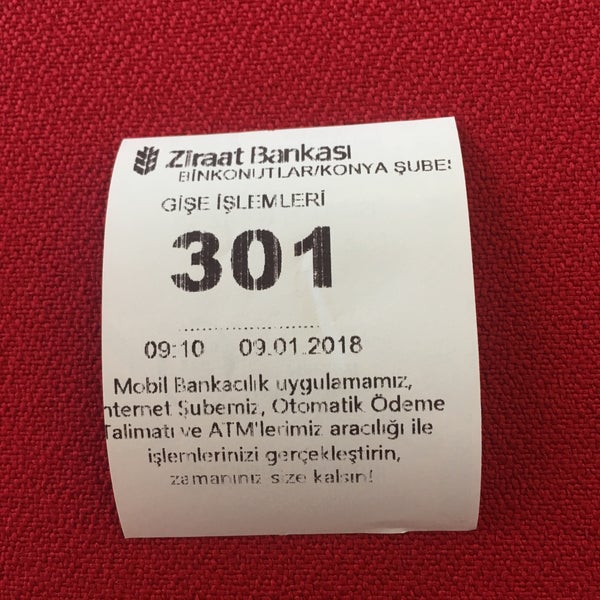 Ziraat Bankası
BİNKONUTLAR/KONYA ŞUBES
GİŞE İŞLEMLERİ
301
09:10 09.01.2018
Mobil Bankacılık uygulamamız,
nternet Şubemiz, Otomatik Ödeme
Talimatı ve ATM'lerimiz aracılığı ile
işlemlerinizi gerçekleştirin,
zamanınız size kalsın!